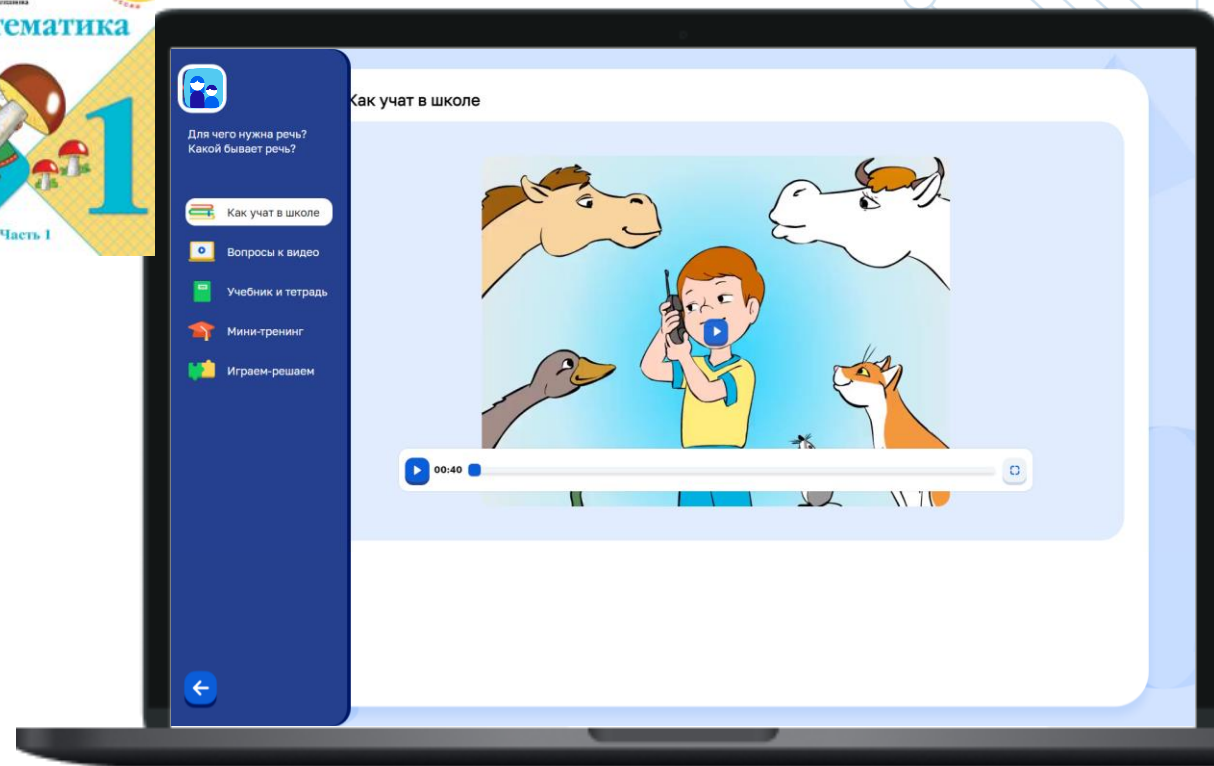 1
Часть 1
Для чего нужна речь?
Какой бывает речь?
Как учат в школе
Вопросы к видео
Учебник и тетрадь
Мини-тренинг
Играем-решаем
Как учат в школе
00:40